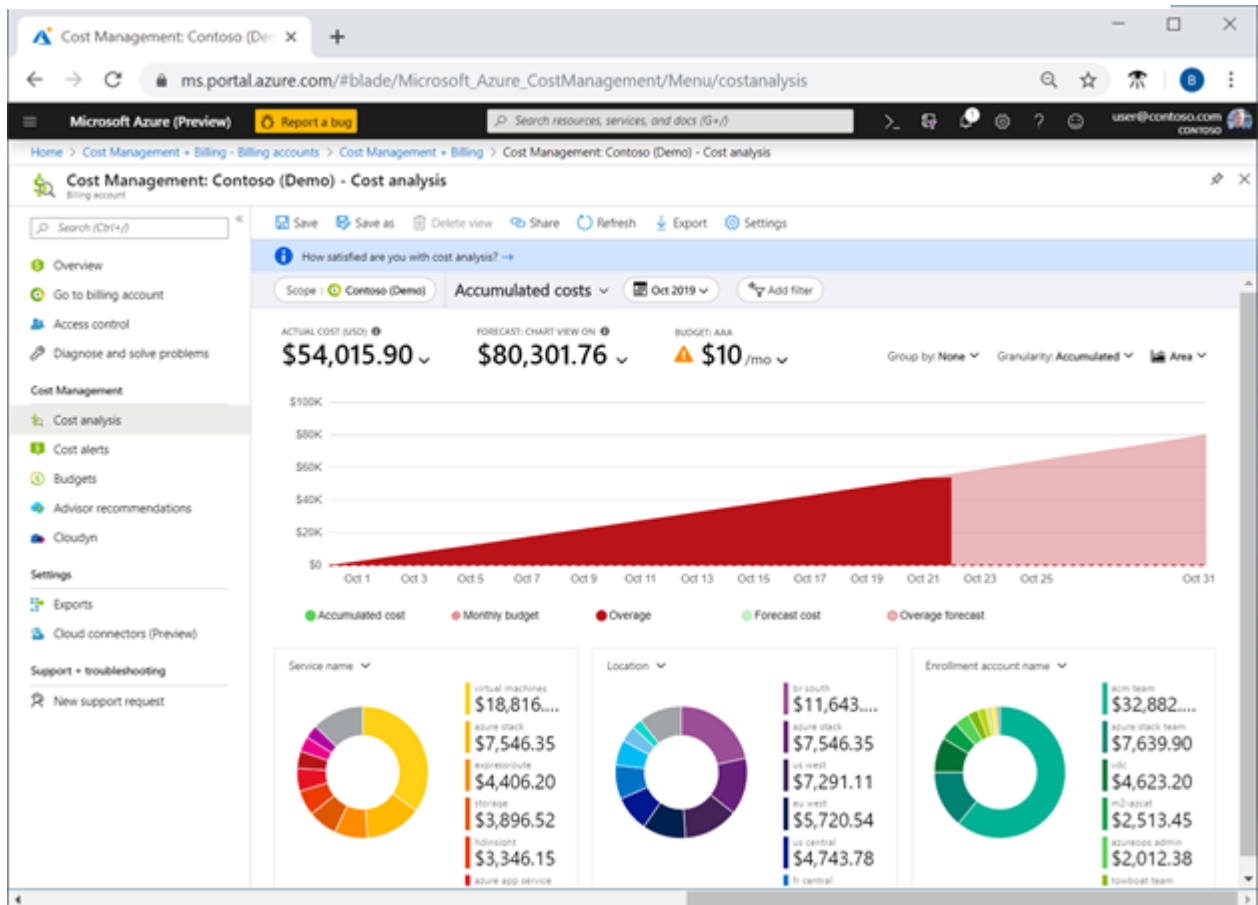 Cost Management: Contoso (De
ms.portal.azure.com/#blade/Microsoft_Azure_CostManagement/Menu/costanalysis
B
Microsoft Azure (Preview)
Report a bug
Search resources, services, and docs (G+/)
1
user@contoso.com
CONTOSO
Home > Cost Management + Billing - Billing accounts > Cost Management + Billing > Cost Management: Contoso (Demo) - Cost analysis
Cost Management: Contoso (Demo) - Cost analysis
Billing account
Search (Ctrl+/)
Overview
Go to billing account
Access control
Diagnose and solve problems
Cost Management
Cost analysis
Cost alerts
Budgets
Advisor recommendations
Cloudyn
Settings
Exports
Cloud connectors (Preview)
Support + troubleshooting
New support request
Save Save as Delete view Share Refresh Export Settings
How satisfied are you with cost analysis? →
Scope : Contoso (Demo) Accumulated costs Oct 2019 Add filter
ACTUAL COST (USD) FORECAST: CHART VIEW ON BUDGET: AAA
$54,015.90 $80,301.76 $10 /mo
Group by: None Granularity: Accumulated Area
$100K
$80K
$60K
$40K
$20K
$0
Oct 1 Oct 3 Oct 5 Oct 7 Oct 9 Oct 11 Oct 13 Oct 15 Oct 17 Oct 19 Oct 21 Oct 23 Oct 25 Oct 31
Accumulated cost Monthly budget Overage Forecast cost Overage forecast
Service name
virtual machines
$18,816....
azure stack
$7,546.35
expressroute
$4,406.20
storage
$3,896.52
hdinsight
$3,346.15
azure app service
Location
br south
$11,643....
azure stack
$7,546.35
us west
$7,291.11
eu west
$5,720.54
us central
$4,743.78
fr central
Enrollment account name
acm team
$32,882....
azure stack team
$7,639.90
vdc
$4,623.20
m2-azcat
$2,513.45
azureops admin
$2,012.38
towboat team